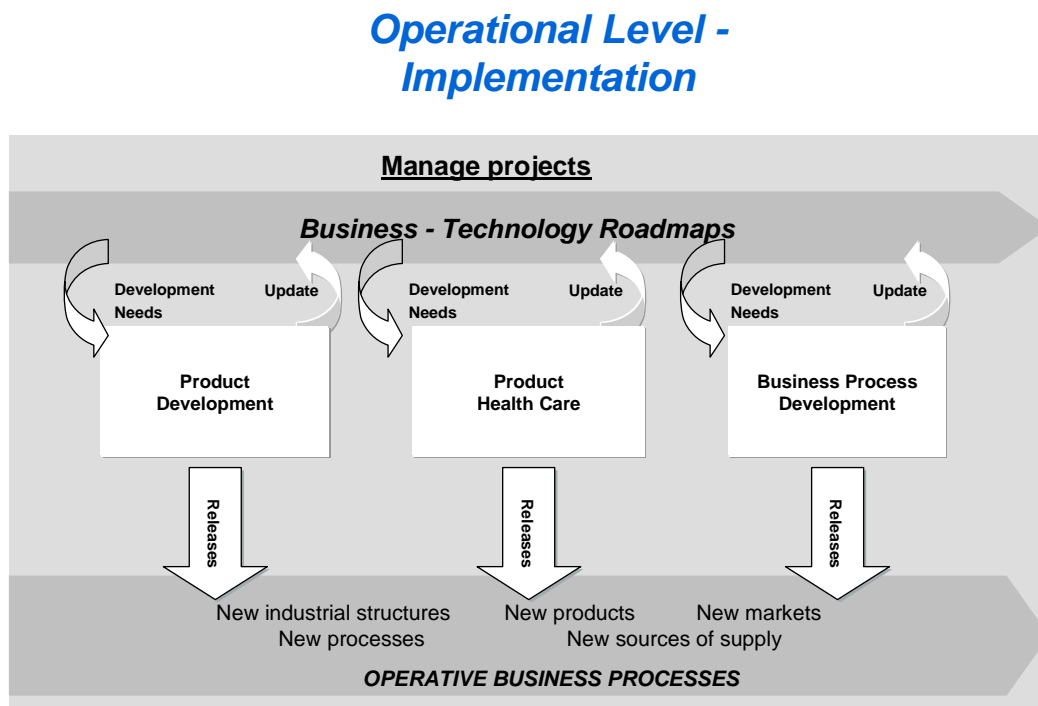 Operational Level -
Implementation
Manage projects
Business - Technology Roadmaps
Development
Needs
Update
Development
Needs
Update
Development
Needs
Update
Product
Development
Product
Health Care
Business Process
Development
Releases
Releases
Releases
New industrial structures
New products
New markets
New processes
New sources of supply
OPERATIVE BUSINESS PROCESSES